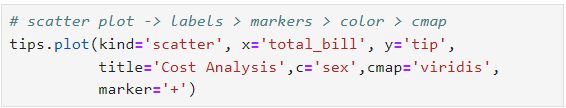 # scatter plot -> labels > markers > color > cmap
tips.plot(kind='scatter', x='total_bill', y='tip',
          title='Cost Analysis',c='sex',cmap='viridis',
          marker='+')